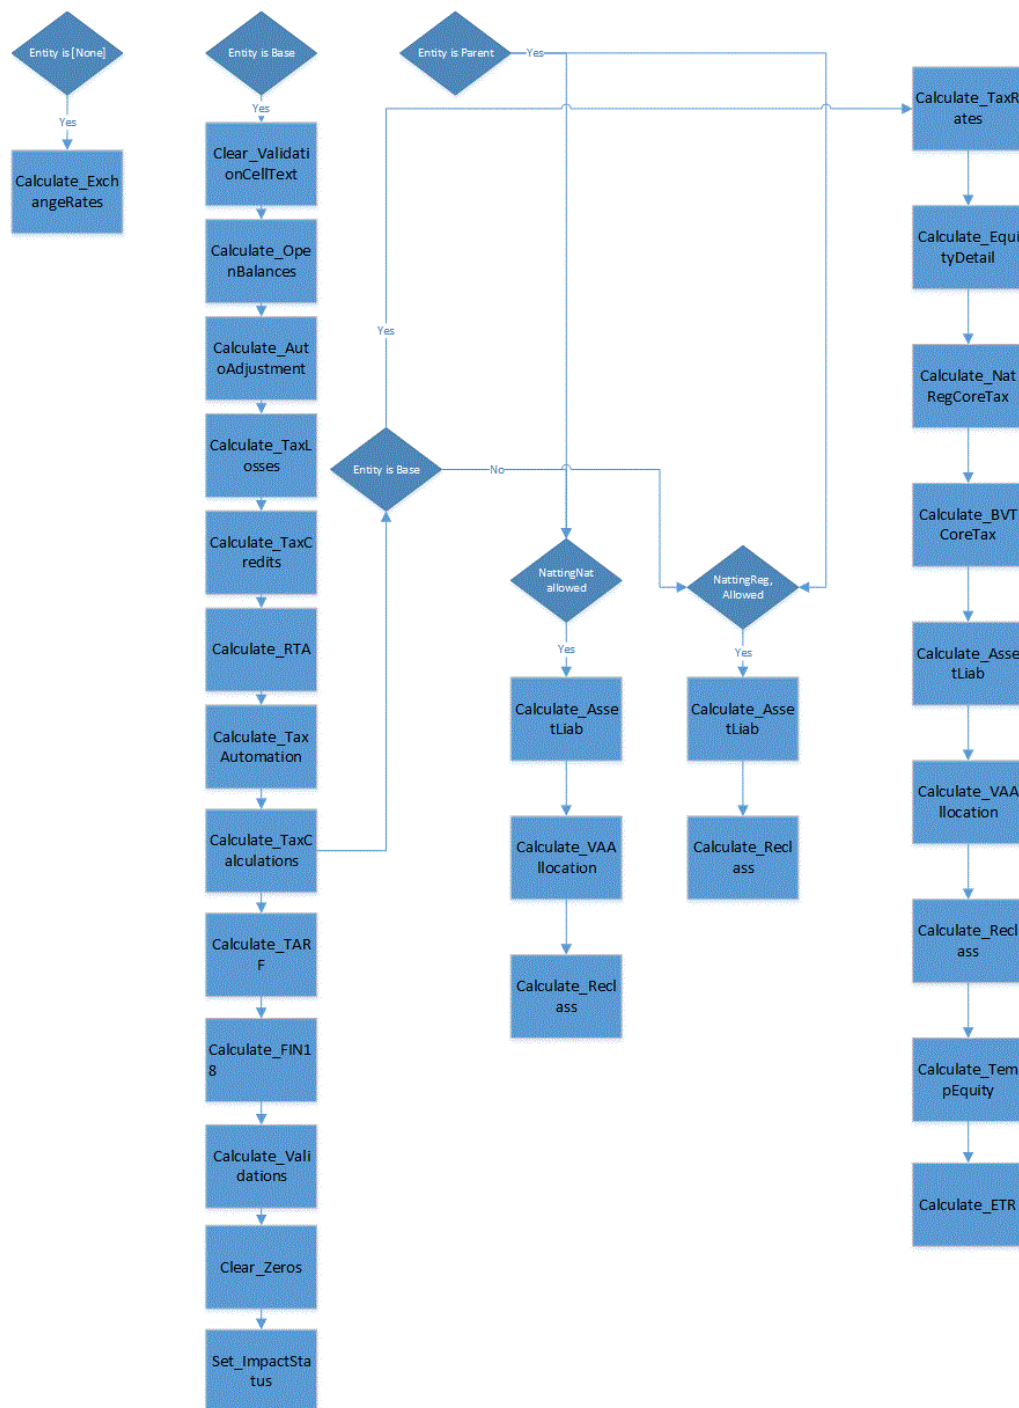 Entity is [None]
Entity is Base
Entity is Parent
Yes
Yes
Yes
Calculate_Exch
angeRates
Clear_Validati
onCellText
Calculate_Ope
nBalances
Calculate_Aut
oAdjustment
Calculate_TaxL
osses
Calculate_TaxC
redits
Calculate_RTA
Calculate_Tax
Automation
Calculate_TaxC
alculations
Calculate_TAR
F
Calculate_FIN1
8
Calculate_Vali
dations
Clear_Zeros
Set_ImpactSta
tus
Yes
Entity is Base
No
NattingNat
allowed
Yes
Calculate_Asse
tLiab
Calculate_VAA
llocation
Calculate_Recl
ass
NattingReg,
Allowed
Yes
Calculate_Asse
tLiab
Calculate_Recl
ass
Calculate_TaxR
ates
Calculate_Equi
tyDetail
Calculate_Nat
RegCoreTax
Calculate_BVT
CoreTax
Calculate_Asse
tLiab
Calculate_VAA
llocation
Calculate_Recl
ass
Calculate_Tem
pEquity
Calculate_ETR